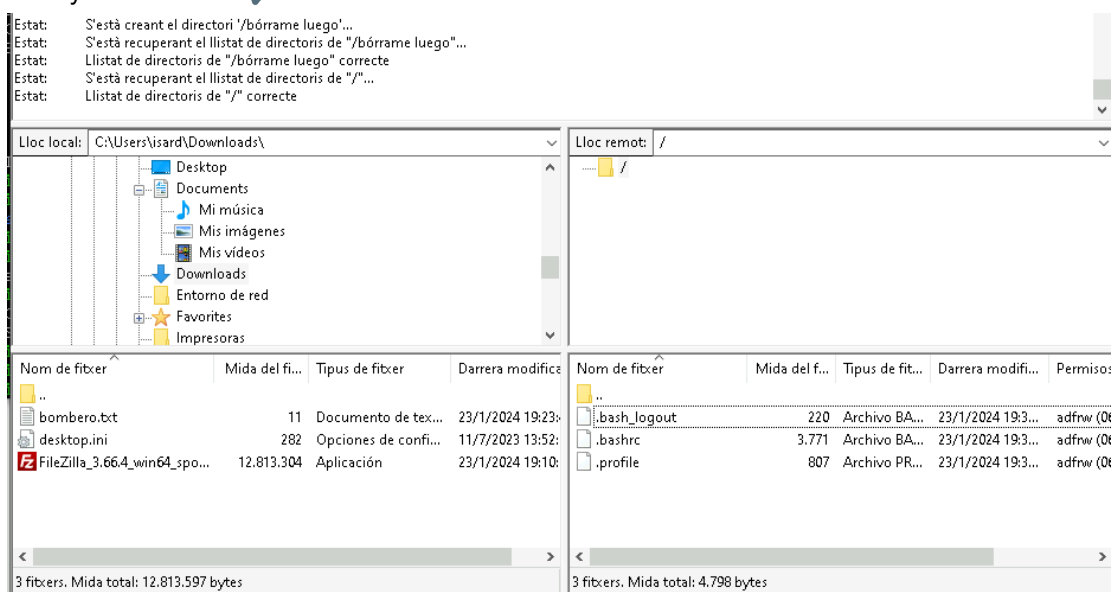 Estat: S'està creant el directori '/bórrame luego'...
Estat: S'està recuperant el llistat de directoris de "/bórrame luego"...
Estat: Llistat de directoris de "/bórrame luego" correcte
Estat: S'està recuperant el llistat de directoris de "/"...
Estat: Llistat de directoris de "/" correcte
Lloc local: C:\Users\isard\Downloads\
Desktop
Documents
Mi música
Mis imágenes
Mis vídeos
Downloads
Entorno de red
Favorites
Impresoras
Nom de fitxer Mida del fi... Tipus de fitxer Darrera modifica
..
bombero.txt 11 Documento de tex... 23/1/2024 19:23:
desktop.ini 282 Opciones de confi... 11/7/2023 13:52:
FileZilla_3.66.4_win64_spo... 12.813.304 Aplicación 23/1/2024 19:10:
3 fitxers. Mida total: 12.813.597 bytes
Lloc remot: /
/
Nom de fitxer Mida del f... Tipus de fit... Darrera modifi... Permisos
..
.bash_logout 220 Archivo BA... 23/1/2024 19:3... adfrw (06
.bashrc 3.771 Archivo BA... 23/1/2024 19:3... adfrw (06
.profile 807 Archivo PR... 23/1/2024 19:3... adfrw (06
3 fitxers. Mida total: 4.798 bytes